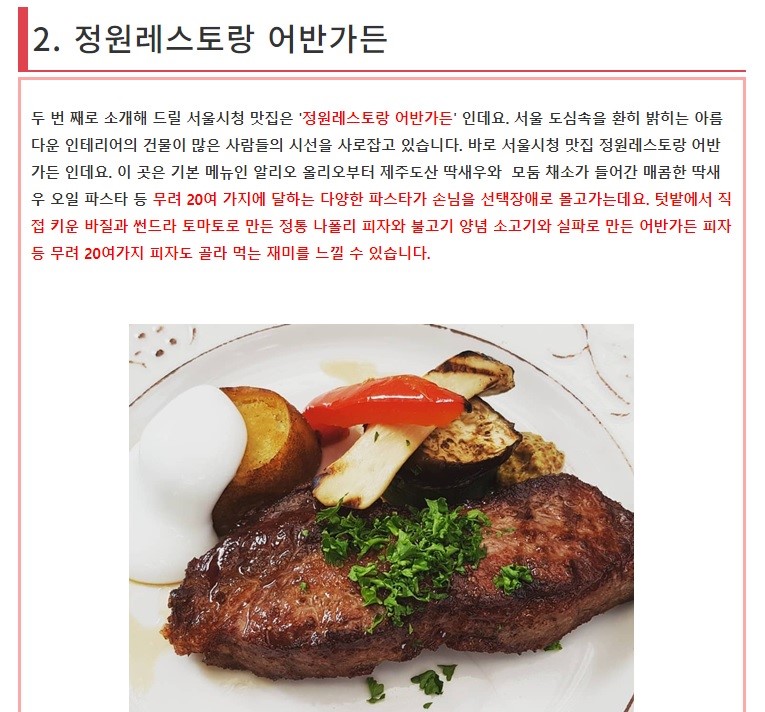 2. 정원레스토랑 어반가든
두 번 째로 소개해 드릴 서울시청 맛집은 '정원레스토랑 어반가든' 인데요. 서울 도심속을 환히 밝히는 아름
다운 인테리어의 건물이 많은 사람들의 시선을 사로잡고 있습니다. 바로 서울시청 맛집 정원레스토랑 어반
가든 인데요. 이 곳은 기본 메뉴인 알리오 올리오부터 제주도산 딱새우와 모둠 채소가 들어간 매콤한 딱새
우 오일 파스타 등 무려 20여 가지에 달하는 다양한 파스타가 손님을 선택장애로 몰고가는데요. 텃밭에서 직
접 키운 바질과 썬드라 토마토로 만든 정통 나폴리 피자와 불고기 양념 소고기와 실파로 만든 어반가든 피자
등 무려 20여가지 피자도 골라 먹는 재미를 느낄 수 있습니다.